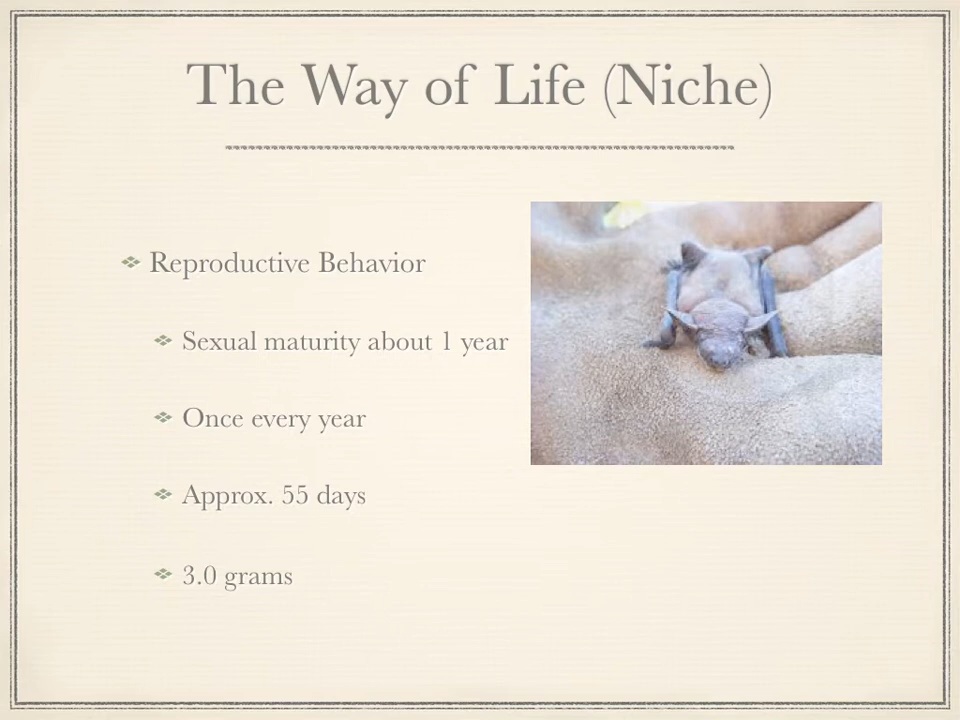 The Way of Life (Niche)
Reproductive Behavior
Sexual maturity about 1 year
Once every year
Approx. 55 days
3.0 grams